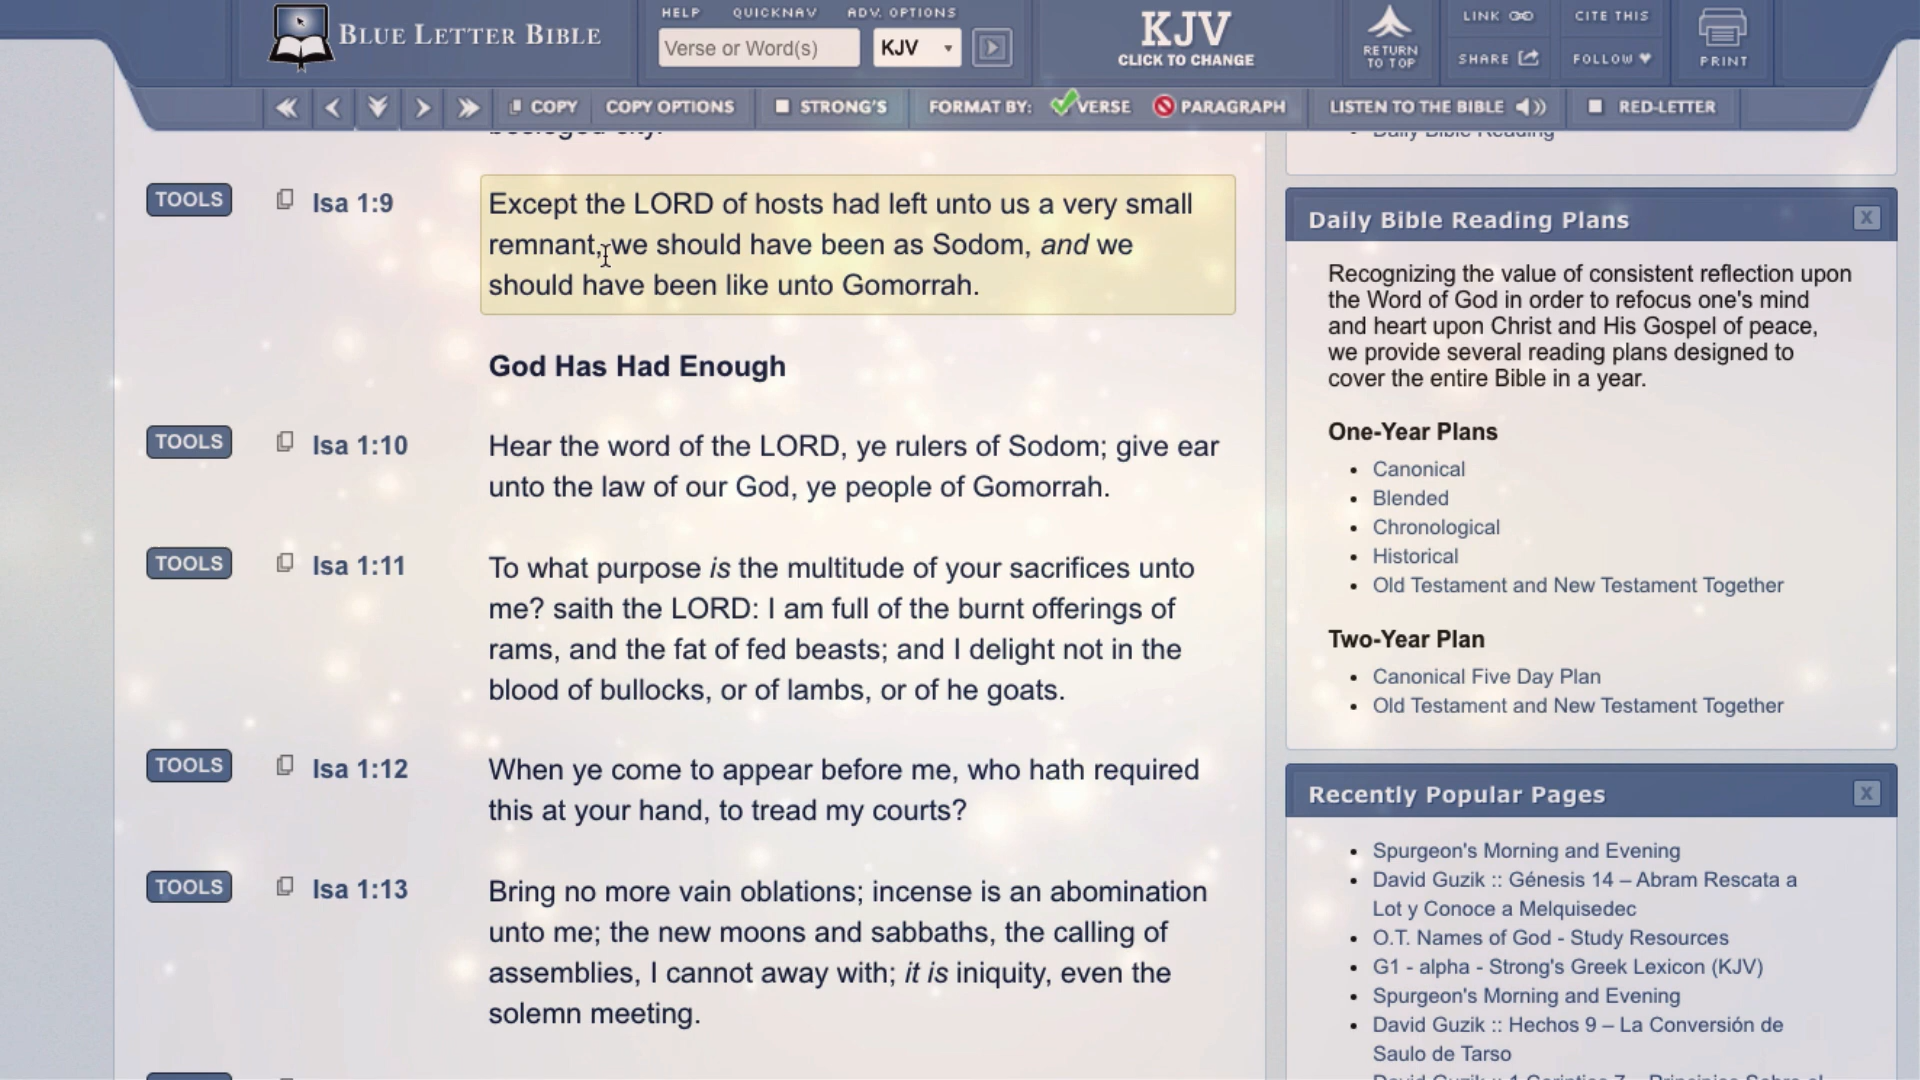 BLUE LETTER BIBLE
HELP QUICKNAV ADV. OPTIONS
Verse or Word(s) KJV
KJV
CLICK TO CHANGE
RETURN
TO TOP
LINK
SHARE
CITE THIS
FOLLOW
PRINT
COPY COPY OPTIONS STRONG'S FORMAT BY: VERSE PARAGRAPH LISTEN TO THE BIBLE RED-LETTER
Daily Bible Reading
TOOLS Isa 1:9
Except the LORD of hosts had left unto us a very small
remnant, we should have been as Sodom, and we
should have been like unto Gomorrah.
God Has Had Enough
TOOLS Isa 1:10
Hear the word of the LORD, ye rulers of Sodom; give ear
unto the law of our God, ye people of Gomorrah.
TOOLS Isa 1:11
To what purpose is the multitude of your sacrifices unto
me? saith the LORD: I am full of the burnt offerings of
rams, and the fat of fed beasts; and I delight not in the
blood of bullocks, or of lambs, or of he goats.
TOOLS Isa 1:12
When ye come to appear before me, who hath required
this at your hand, to tread my courts?
TOOLS Isa 1:13
Bring no more vain oblations; incense is an abomination
unto me; the new moons and sabbaths, the calling of
assemblies, I cannot away with; it is iniquity, even the
solemn meeting.
Daily Bible Reading Plans X
Recognizing the value of consistent reflection upon
the Word of God in order to refocus one's mind
and heart upon Christ and His Gospel of peace,
we provide several reading plans designed to
cover the entire Bible in a year.
One-Year Plans
• Canonical
• Blended
• Chronological
• Historical
• Old Testament and New Testament Together
Two-Year Plan
• Canonical Five Day Plan
• Old Testament and New Testament Together
Recently Popular Pages X
• Spurgeon's Morning and Evening
• David Guzik :: Génesis 14 – Abram Rescata a
Lot y Conoce a Melquisedec
• O.T. Names of God - Study Resources
• G1 - alpha - Strong's Greek Lexicon (KJV)
• Spurgeon's Morning and Evening
• David Guzik :: Hechos 9 – La Conversión de
Saulo de Tarso